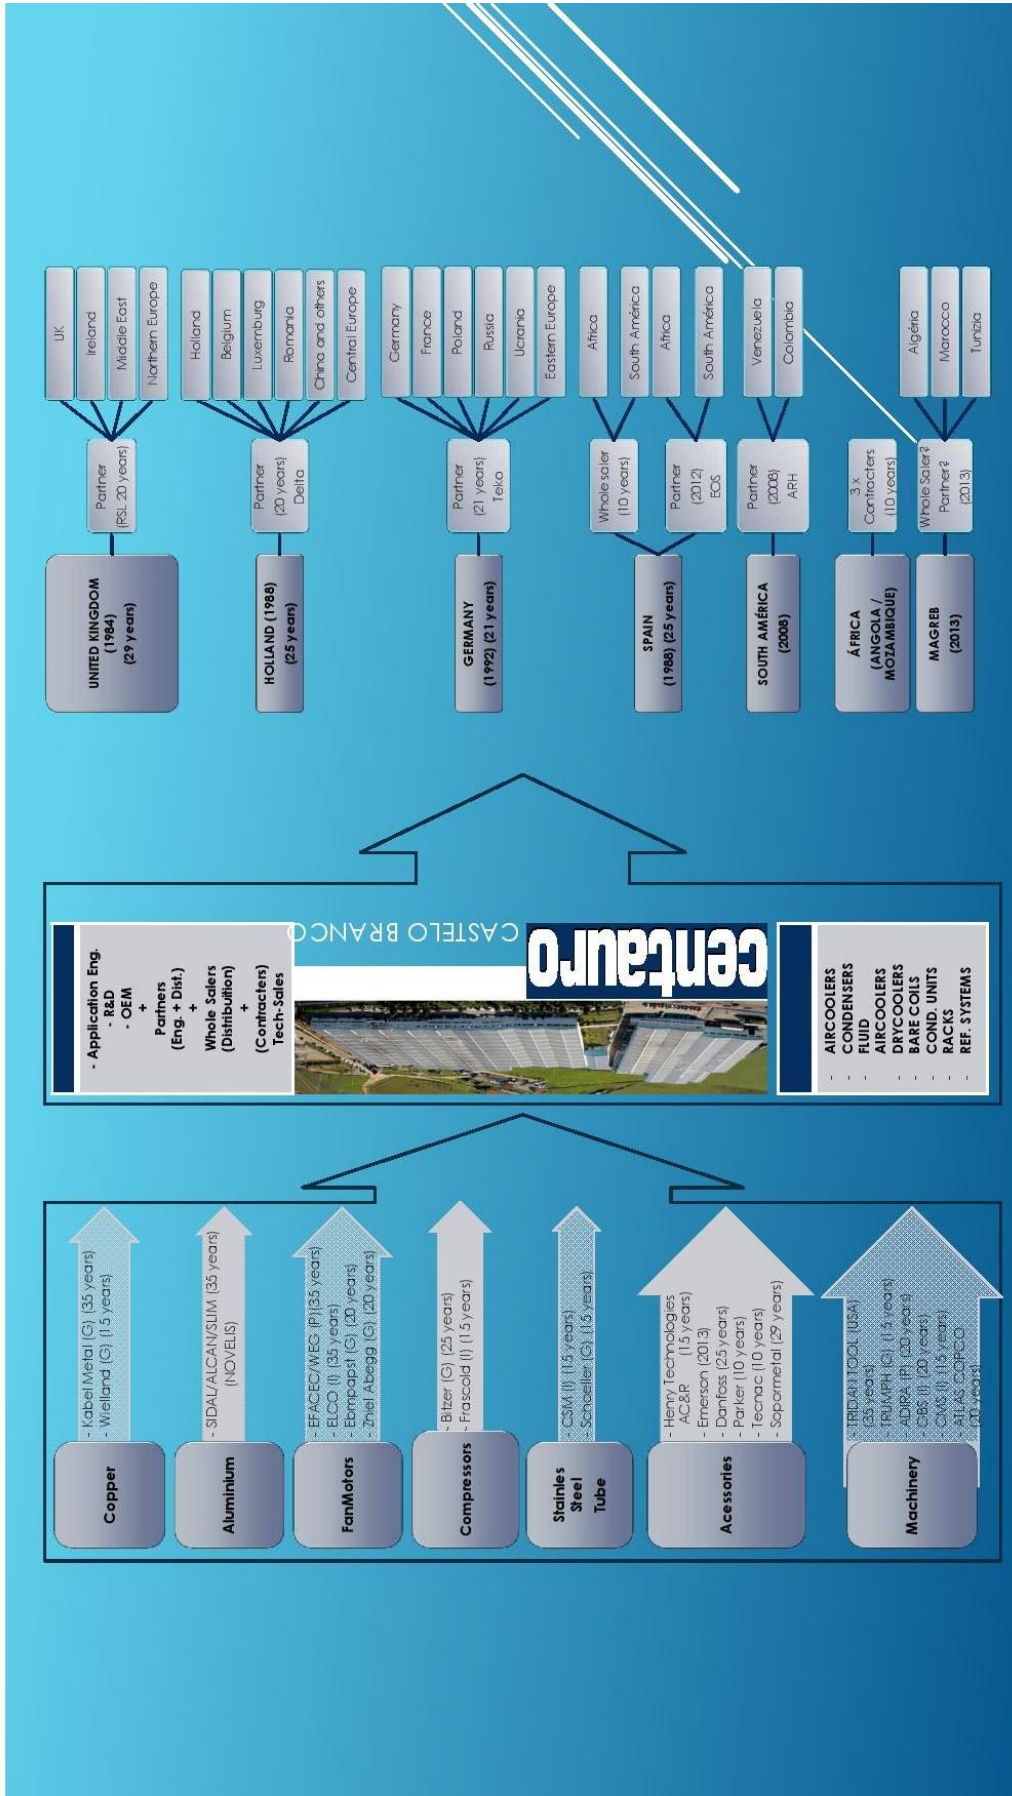 Copper
- Kabel Metal (G) (35 years)
- Wielland (G) (15 years)
Aluminium
- SIDAL/ALCAN/SLIM (35 years)
(NOVELIS)
FanMotors
- EFACEC/WEG (P)(35 years)
- ELCO (I) (35 years)
- Ebmpapst (G) (20 years)
- Zhiel Abegg (G) (20 years)
Compressors
- Bitzer (G) (25 years)
- Frascold (I) (15 years)
Stainles
Steel
Tube
- CSM (I) (15 years)
- Schoeller (G) (15 years)
Acessories
- Henry Technologies
AC&R (15 years)
- Emerson (2013)
- Danfoss (25 years)
- Parker (10 years)
- Tecnac (10 years)
- Sopormetal (29 years)
Machinery
- TRIDAN TOOL (USA)
(35 years)
- TRUMPH (G) (15 years)
- ADIRA (P) (20 years)
- OBS (I) (20 years)
- CMS (I) (15 years)
- ATLAS COPCO
(20 years)
- Application Eng.
- R&D
- OEM
+
Partners
(Eng. + Dist.)
+
Whole Salers
(Distribution)
+
(Contracters)
Tech-Sales
CASTELO BRANCO
centauro
- AIRCOOLERS
- CONDENSERS
- FLUID
AIRCOOLERS
- DRYCOOLERS
- BARE COILS
- COND. UNITS
- RACKS
- REF. SYSTEMS
UNITED KINGDOM
(1984)
(29 years)
Partner
(RSL 20 years)
UK
Ireland
Middle East
Northern Europe
HOLLAND (1988)
(25 years)
Partner
(20 years)
Delta
Holland
Belgium
Luxemburg
Romania
China and others
Central Europe
GERMANY
(1992) (21 years)
Partner
(21 years)
Teko
Germany
France
Poland
Russia
Ucrania
Eastern Europe
SPAIN
(1988) (25 years)
Whole saler
(10 years)
Africa
South América
Partner
(2012)
EOS
Africa
South América
SOUTH AMÉRICA
(2008)
Partner
(2008)
ARH
Venezuela
Colombia
ÁFRICA
(ANGOLA /
MOZAMBIQUE)
3 x
Contracters
(10 years)
MAGREB
(2013)
Whole Saler?
Partner?
(2013)
Algéria
Marocco
Tunizia